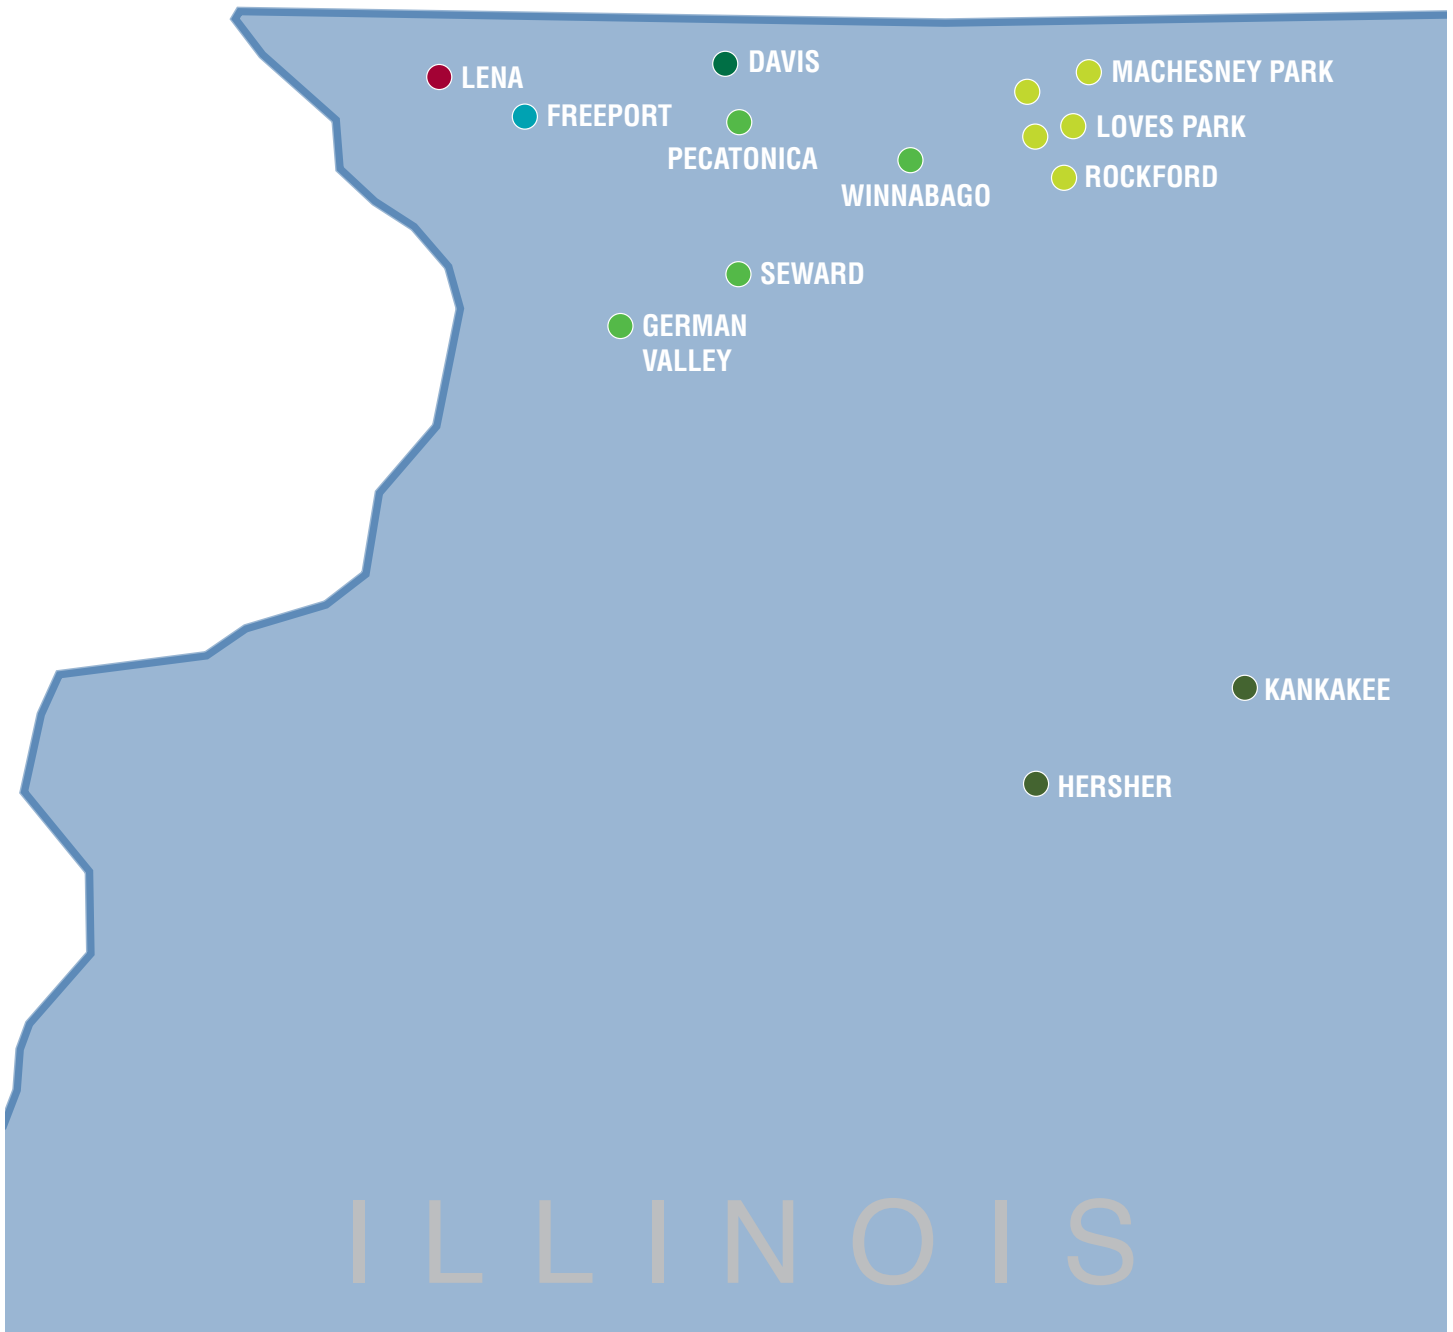 DAVIS
MACHESNEY PARK
LENA
FREEPORT
LOVES PARK
PECATONICA
ROCKFORD
WINNABAGO
SEWARD
GERMAN
VALLEY
KANKAKEE
HERSHER
ILLINOIS